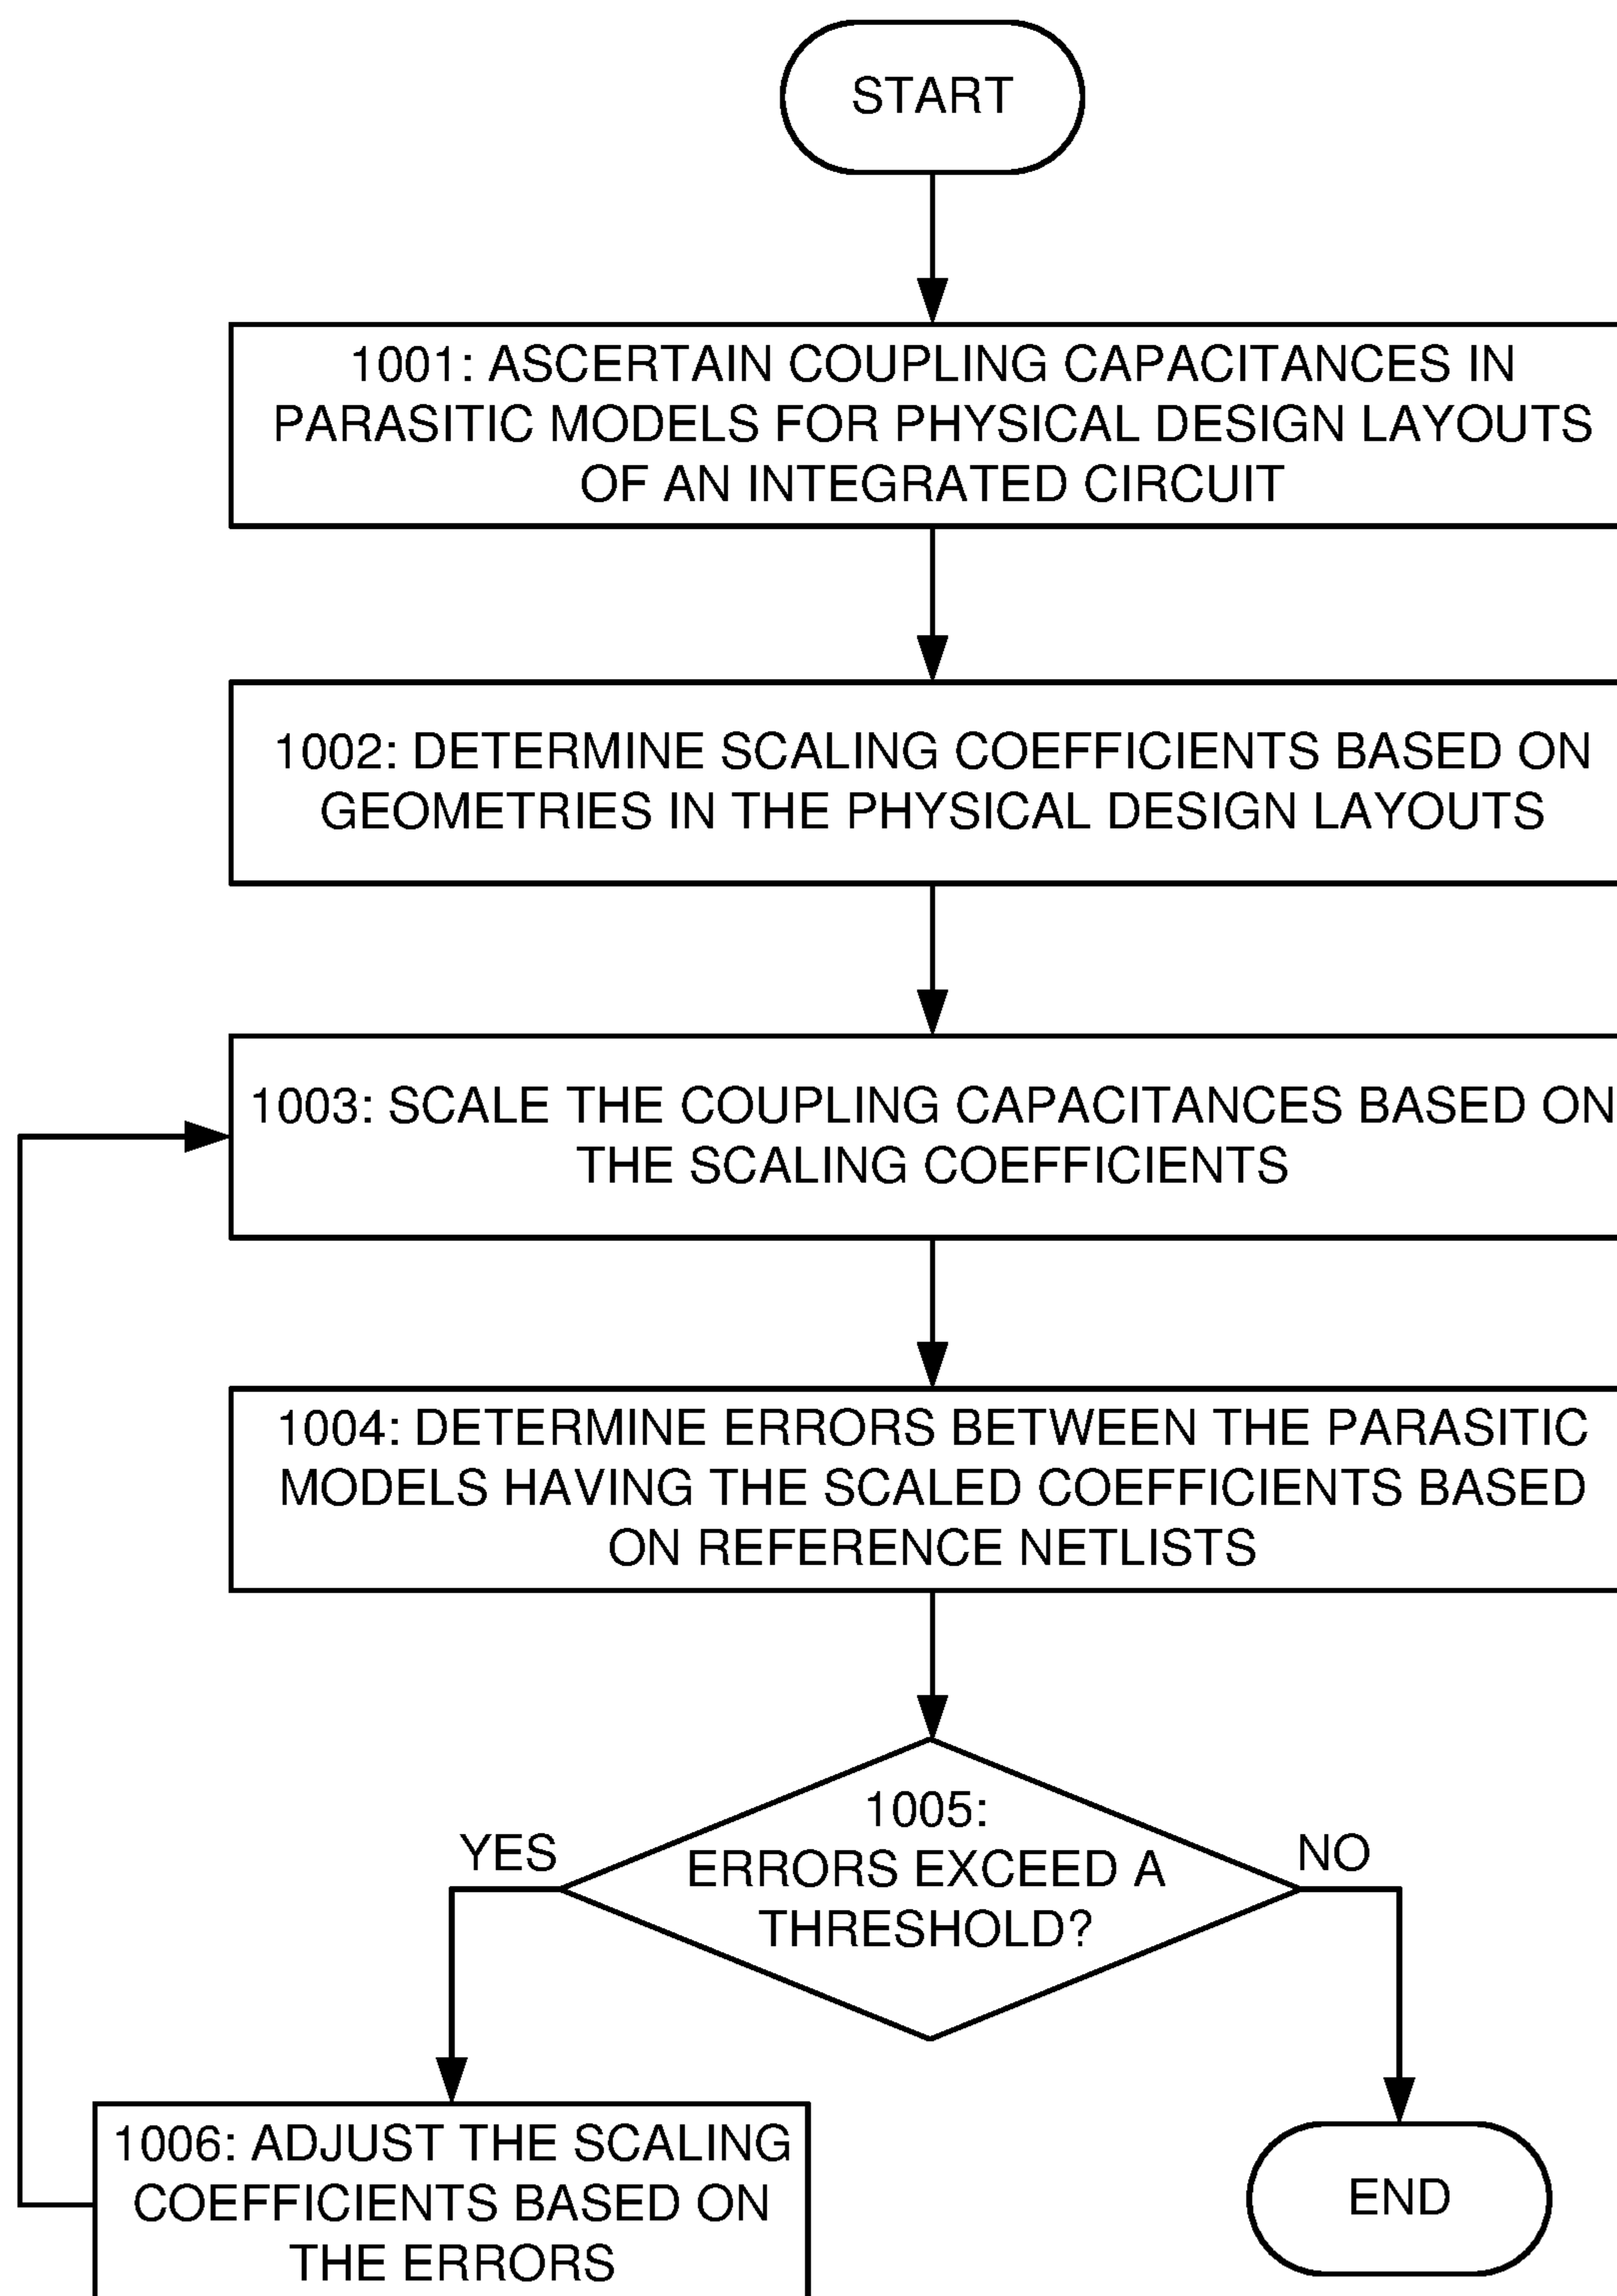 START
1001: ASCERTAIN COUPLING CAPACITANCES IN
PARASITIC MODELS FOR PHYSICAL DESIGN LAYOUTS
OF AN INTEGRATED CIRCUIT
1002: DETERMINE SCALING COEFFICIENTS BASED ON
GEOMETRIES IN THE PHYSICAL DESIGN LAYOUTS
1003: SCALE THE COUPLING CAPACITANCES BASED ON
THE SCALING COEFFICIENTS
1004: DETERMINE ERRORS BETWEEN THE PARASITIC
MODELS HAVING THE SCALED COEFFICIENTS BASED
ON REFERENCE NETLISTS
1005:
ERRORS EXCEED A
THRESHOLD?
YES
NO
1006: ADJUST THE SCALING
COEFFICIENTS BASED ON
THE ERRORS
END